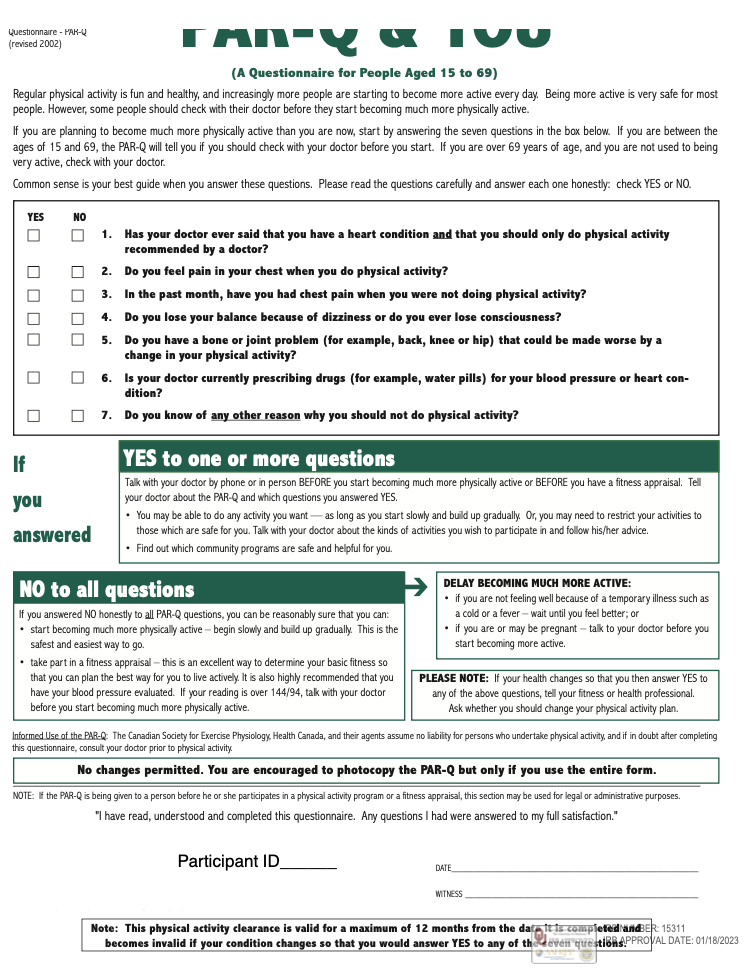 Questionnaire - PAR-Q
(revised 2002)
PAR-Q & YOU
(A Questionnaire for People Aged 15 to 69)
Regular physical activity is fun and healthy, and increasingly more people are starting to become more active every day. Being more active is very safe for most
people. However, some people should check with their doctor before they start becoming much more physically active.
If you are planning to become much more physically active than you are now, start by answering the seven questions in the box below. If you are between the
ages of 15 and 69, the PAR-Q will tell you if you should check with your doctor before you start. If you are over 69 years of age, and you are not used to being
very active, check with your doctor.
Common sense is your best guide when you answer these questions. Please read the questions carefully and answer each one honestly: check YES or NO.
YES NO
1. Has your doctor ever said that you have a heart condition and that you should only do physical activity
recommended by a doctor?
2. Do you feel pain in your chest when you do physical activity?
3. In the past month, have you had chest pain when you were not doing physical activity?
4. Do you lose your balance because of dizziness or do you ever lose consciousness?
5. Do you have a bone or joint problem (for example, back, knee or hip) that could be made worse by a
change in your physical activity?
6. Is your doctor currently prescribing drugs (for example, water pills) for your blood pressure or heart con-
dition?
7. Do you know of any other reason why you should not do physical activity?
If
you
answered
YES to one or more questions
Talk with your doctor by phone or in person BEFORE you start becoming much more physically active or BEFORE you have a fitness appraisal. Tell
your doctor about the PAR-Q and which questions you answered YES.
• You may be able to do any activity you want — as long as you start slowly and build up gradually. Or, you may need to restrict your activities to
those which are safe for you. Talk with your doctor about the kinds of activities you wish to participate in and follow his/her advice.
• Find out which community programs are safe and helpful for you.
NO to all questions
If you answered NO honestly to all PAR-Q questions, you can be reasonably sure that you can:
• start becoming much more physically active – begin slowly and build up gradually. This is the
safest and easiest way to go.
• take part in a fitness appraisal – this is an excellent way to determine your basic fitness so
that you can plan the best way for you to live actively. It is also highly recommended that you
have your blood pressure evaluated. If your reading is over 144/94, talk with your doctor
before you start becoming much more physically active.
DELAY BECOMING MUCH MORE ACTIVE:
• if you are not feeling well because of a temporary illness such as
a cold or a fever – wait until you feel better; or
• if you are or may be pregnant – talk to your doctor before you
start becoming more active.
PLEASE NOTE: If your health changes so that you then answer YES to
any of the above questions, tell your fitness or health professional.
Ask whether you should change your physical activity plan.
Informed Use of the PAR-Q: The Canadian Society for Exercise Physiology, Health Canada, and their agents assume no liability for persons who undertake physical activity, and if in doubt after completing
this questionnaire, consult your doctor prior to physical activity.
No changes permitted. You are encouraged to photocopy the PAR-Q but only if you use the entire form.
NOTE: If the PAR-Q is being given to a person before he or she participates in a physical activity program or a fitness appraisal, this section may be used for legal or administrative purposes.
"I have read, understood and completed this questionnaire. Any questions I had were answered to my full satisfaction."
Participant ID______
DATE
WITNESS
Note: This physical activity clearance is valid for a maximum of 12 months from the date it is completed and
becomes invalid if your condition changes so that you would answer YES to any of the seven questions.
NUMBER: 15311
IRB APPROVAL DATE: 01/18/2023